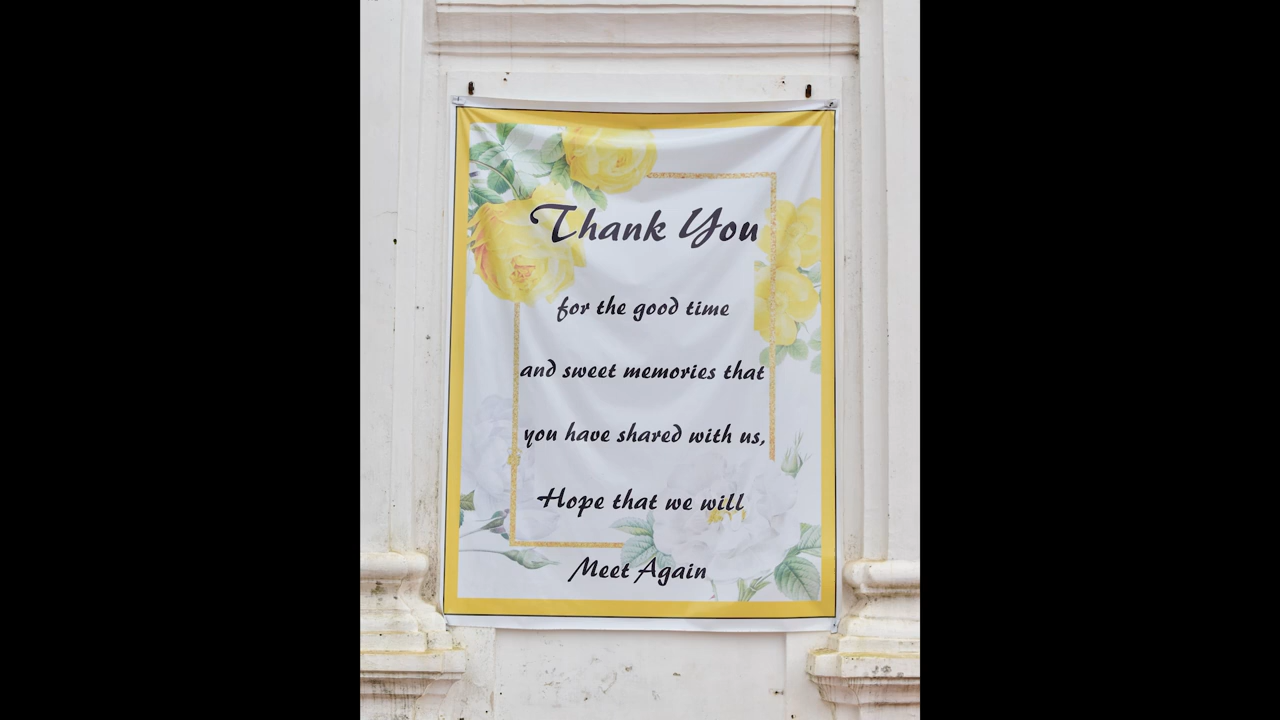 Thank You
for the good time
and sweet memories that
you have shared with us,
Hope that we will
Meet Again